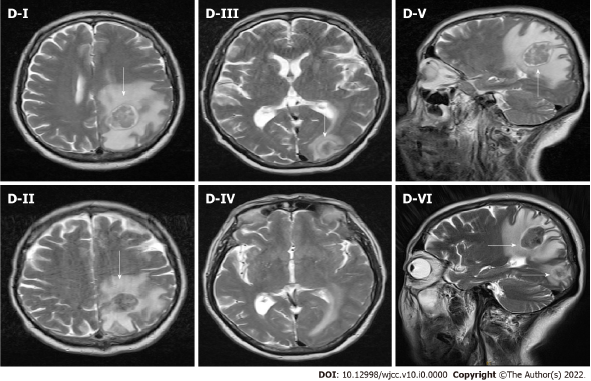 D-I
D-III
D-V
D-II
D-IV
D-VI
DOI: 10.12998/wjcc.v10.i0.0000 Copyright ©The Author(s) 2022.